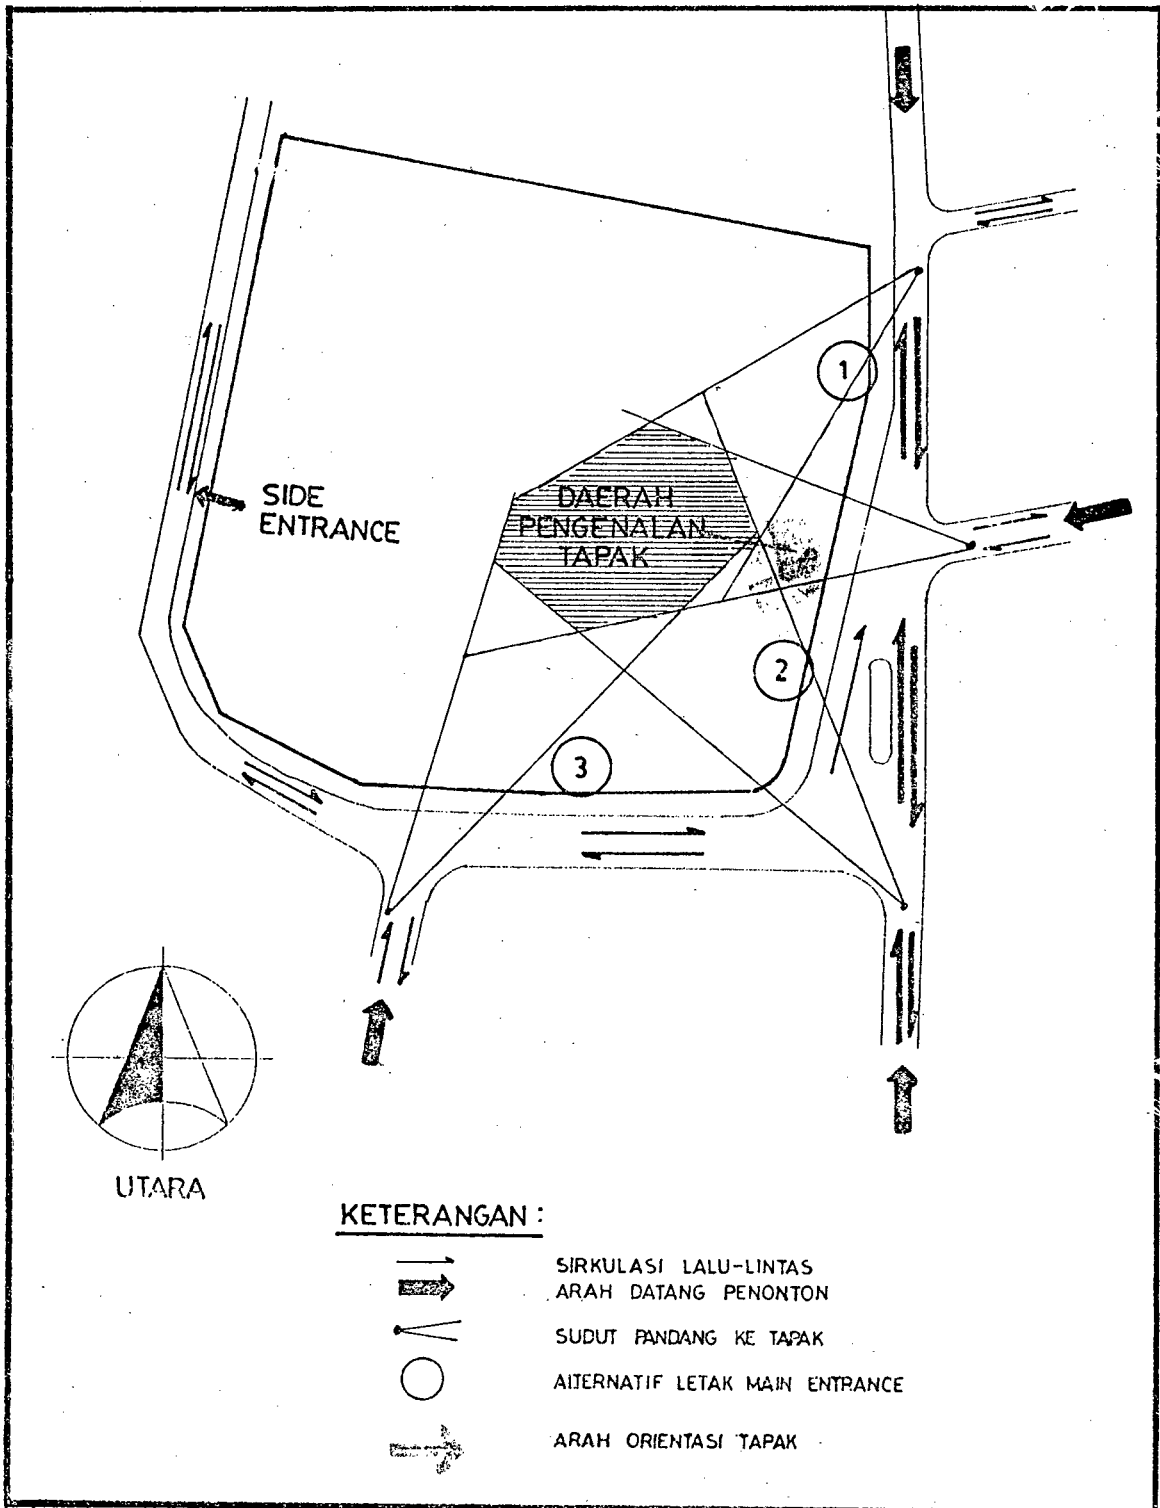 1
SIDE
ENTRANCE
DAERAH
PENGENALAN
TAPAK
2
3
UTARA
KETERANGAN :
SIRKULASI LALU-LINTAS
ARAH DATANG PENONTON
SUDUT PANDANG KE TAPAK
ALTERNATIF LETAK MAIN ENTRANCE
ARAH ORIENTASI TAPAK